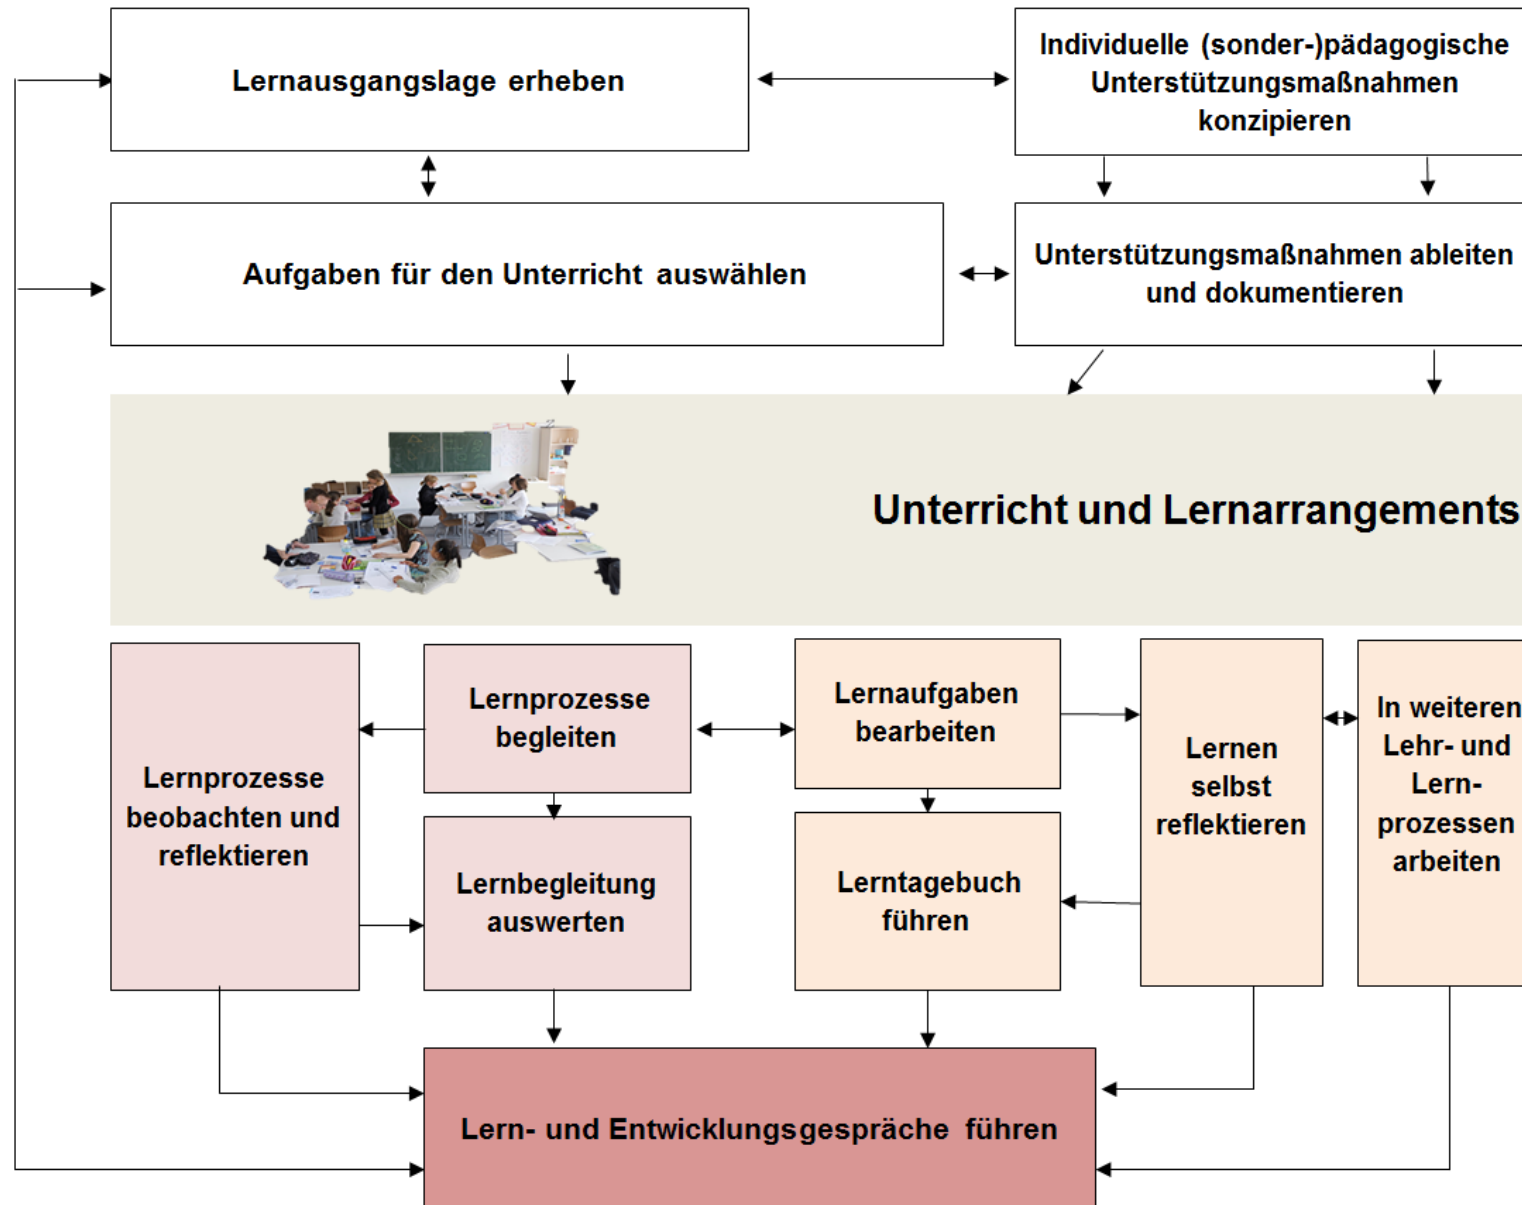 Lernausgangslage erheben
Individuelle (sonder-)pädagogische
Unterstützungsmaßnahmen
konzipieren
Aufgaben für den Unterricht auswählen
Unterstützungsmaßnahmen ableiten
und dokumentieren
Unterricht und Lernarrangements
Lernprozesse
beobachten und
reflektieren
Lernprozesse
begleiten
Lernbegleitung
auswerten
Lernaufgaben
bearbeiten
Lerntagebuch
führen
Lernen
selbst
reflektieren
In weiteren
Lehr- und
Lern-
prozessen
arbeiten
Lern- und Entwicklungsgespräche führen